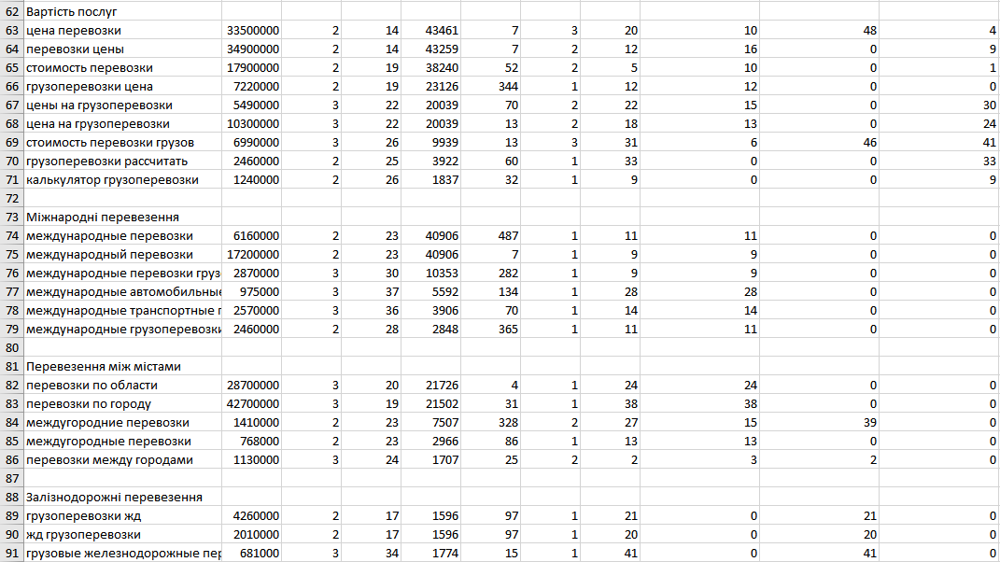 62 Вартість послуг
63 цена перевозки 33500000 2 14 43461 7 3 20 10 48 4
64 перевозки цены 34900000 2 14 43259 7 2 12 16 0 9
65 стоимость перевозки 17900000 2 19 38240 52 2 5 10 0 1
66 грузоперевозки цена 7220000 2 19 23126 344 1 12 12 0 0
67 цены на грузоперевозки 5490000 3 22 20039 70 2 22 15 0 30
68 цена на грузоперевозки 10300000 3 22 20039 13 2 18 13 0 24
69 стоимость перевозки грузов 6990000 3 26 9939 13 3 31 6 46 41
70 грузоперевозки рассчитать 2460000 2 25 3922 60 1 33 0 0 33
71 калькулятор грузоперевозки 1240000 2 26 1837 32 1 9 0 0 9
72
73 Міжнародні перевезення
74 международные перевозки 6160000 2 23 40906 487 1 11 11 0 0
75 международный перевозки 17200000 2 23 40906 7 1 9 9 0 0
76 международные перевозки груз 2870000 3 30 10353 282 1 9 9 0 0
77 международные автомобильные 975000 3 37 5592 134 1 28 28 0 0
78 международные транспортные п 2570000 3 36 3906 70 1 14 14 0 0
79 международные грузоперевозки 2460000 2 28 2848 365 1 11 11 0 0
80
81 Перевезення між містами
82 перевозки по области 28700000 3 20 21726 4 1 24 24 0 0
83 перевозки по городу 42700000 3 19 21502 31 1 38 38 0 0
84 междугородние перевозки 1410000 2 23 7507 328 2 27 15 39 0
85 междугородные перевозки 768000 2 23 2966 86 1 13 13 0 0
86 перевозки между городами 1130000 3 24 1707 25 2 2 3 2 0
87
88 Залізнодорожні перевезення
89 грузоперевозки жд 4260000 2 17 1596 97 1 21 0 21 0
90 жд грузоперевозки 2010000 2 17 1596 97 1 20 0 20 0
91 грузовые железнодорожные пер 681000 3 34 1774 15 1 41 0 41 0